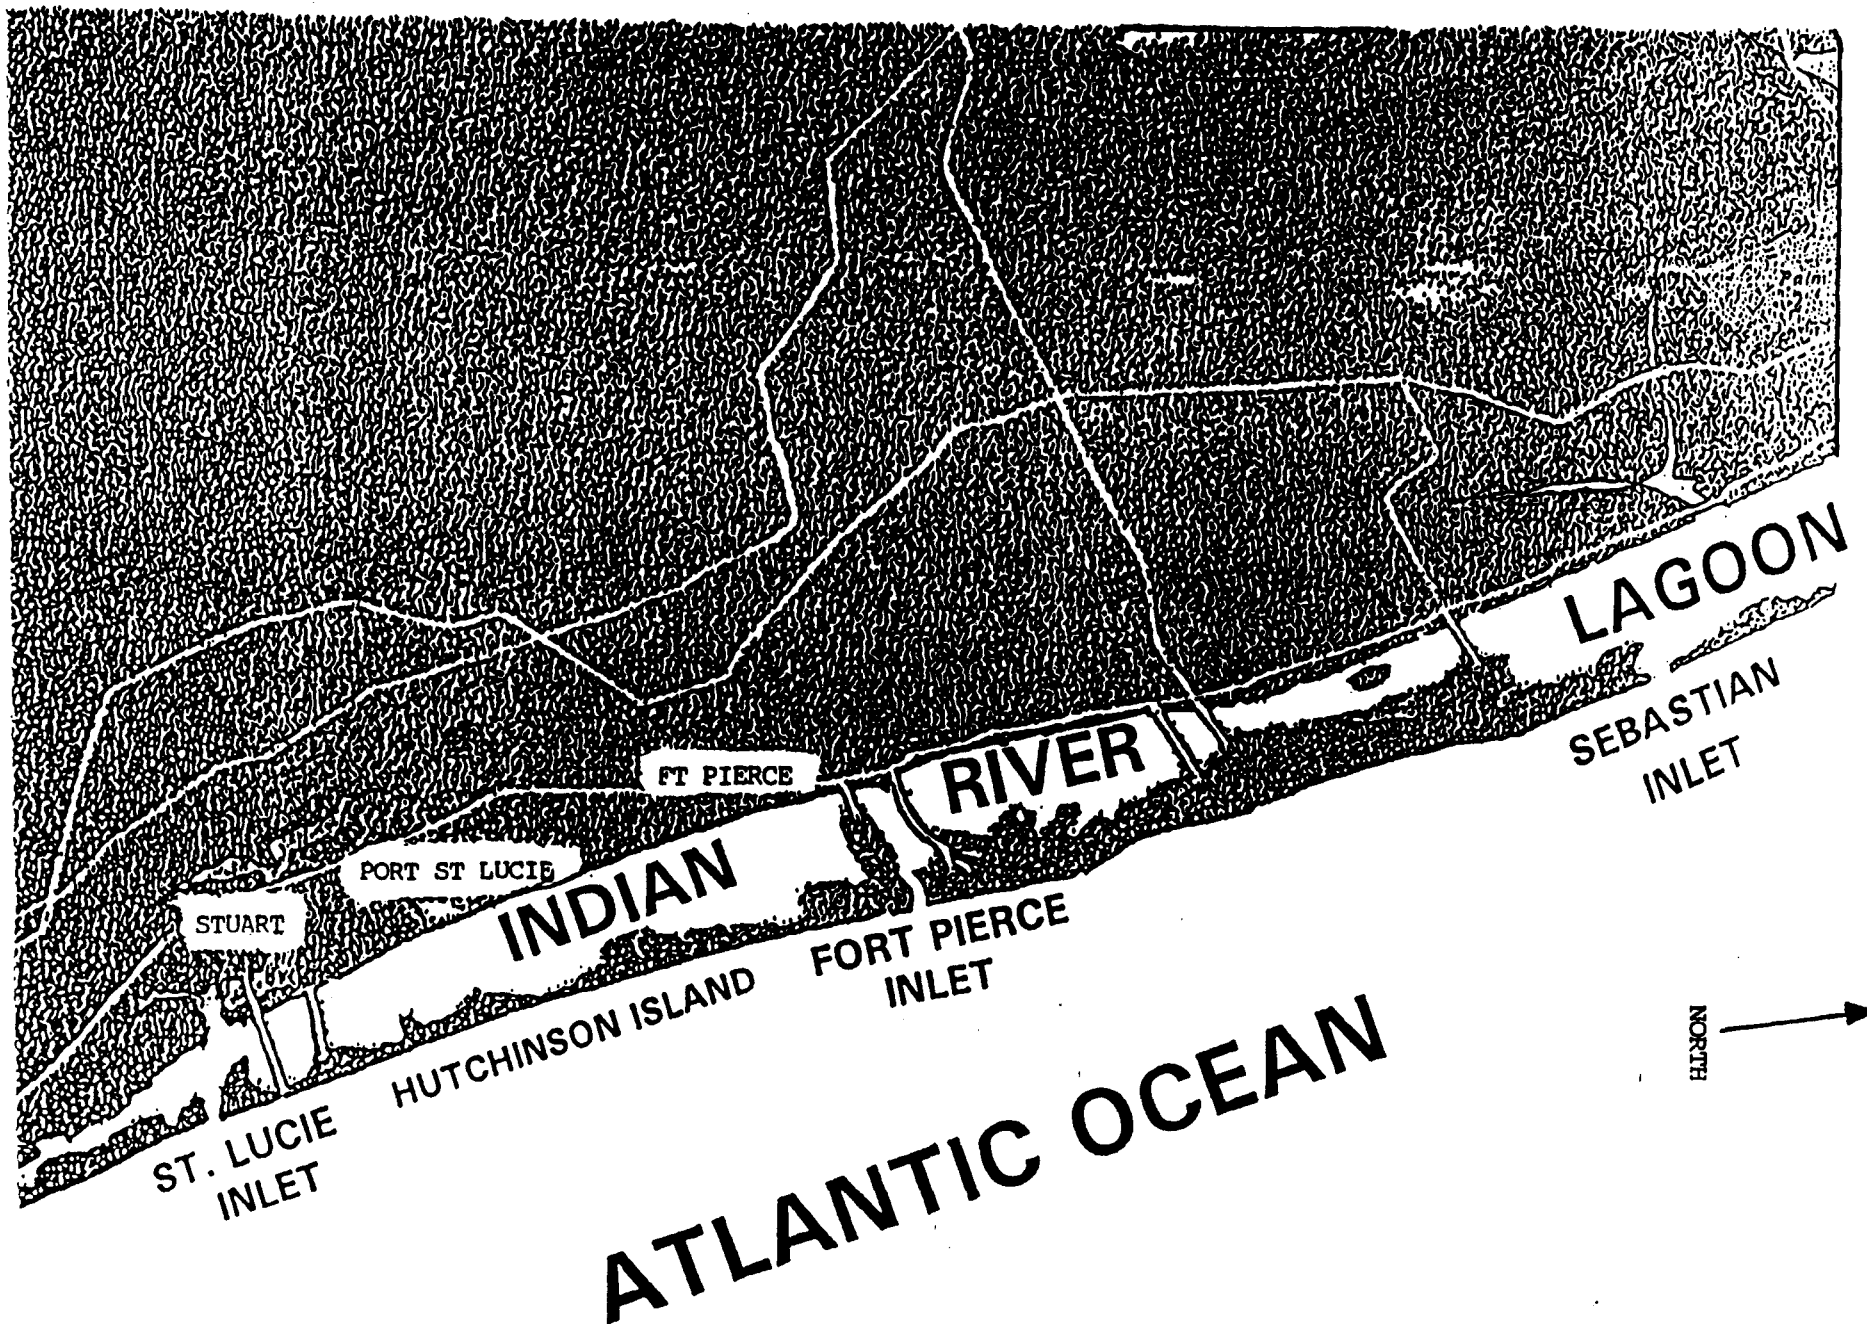 LAGOON
SEBASTIAN
INLET
RIVER
FT PIERCE
PORT ST LUCIE
INDIAN
STUART
FORT PIERCE
INLET
HUTCHINSON ISLAND
ST. LUCIE
INLET
ATLANTIC OCEAN
NORTH